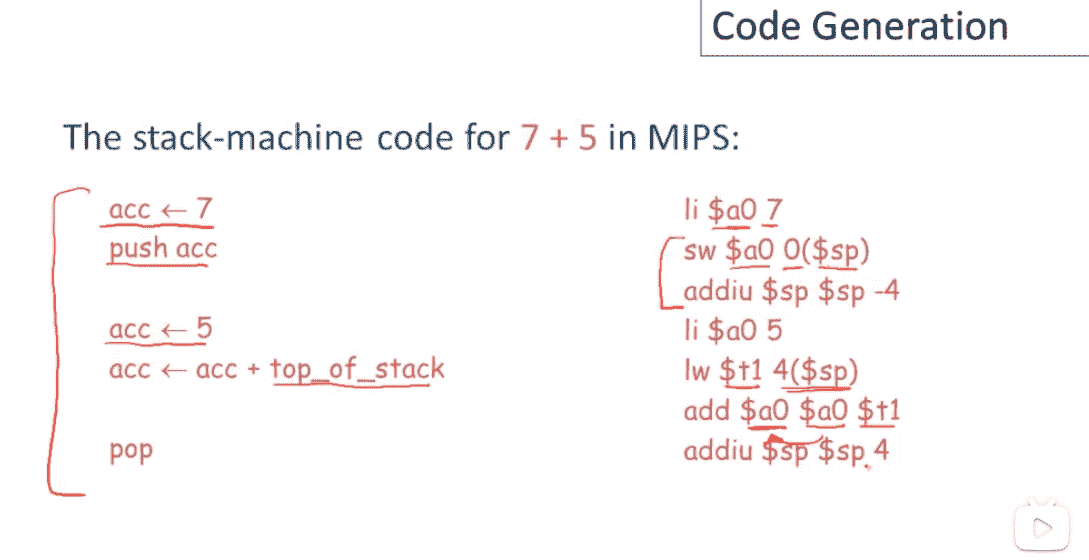 Code Generation
The stack-machine code for 7 + 5 in MIPS:
acc ← 7
push acc
acc ← 5
acc ← acc + top_of_stack
pop
li $a0 7
sw $a0 0($sp)
addiu $sp $sp -4
li $a0 5
lw $t1 4($sp)
add $a0 $a0 $t1
addiu $sp $sp 4